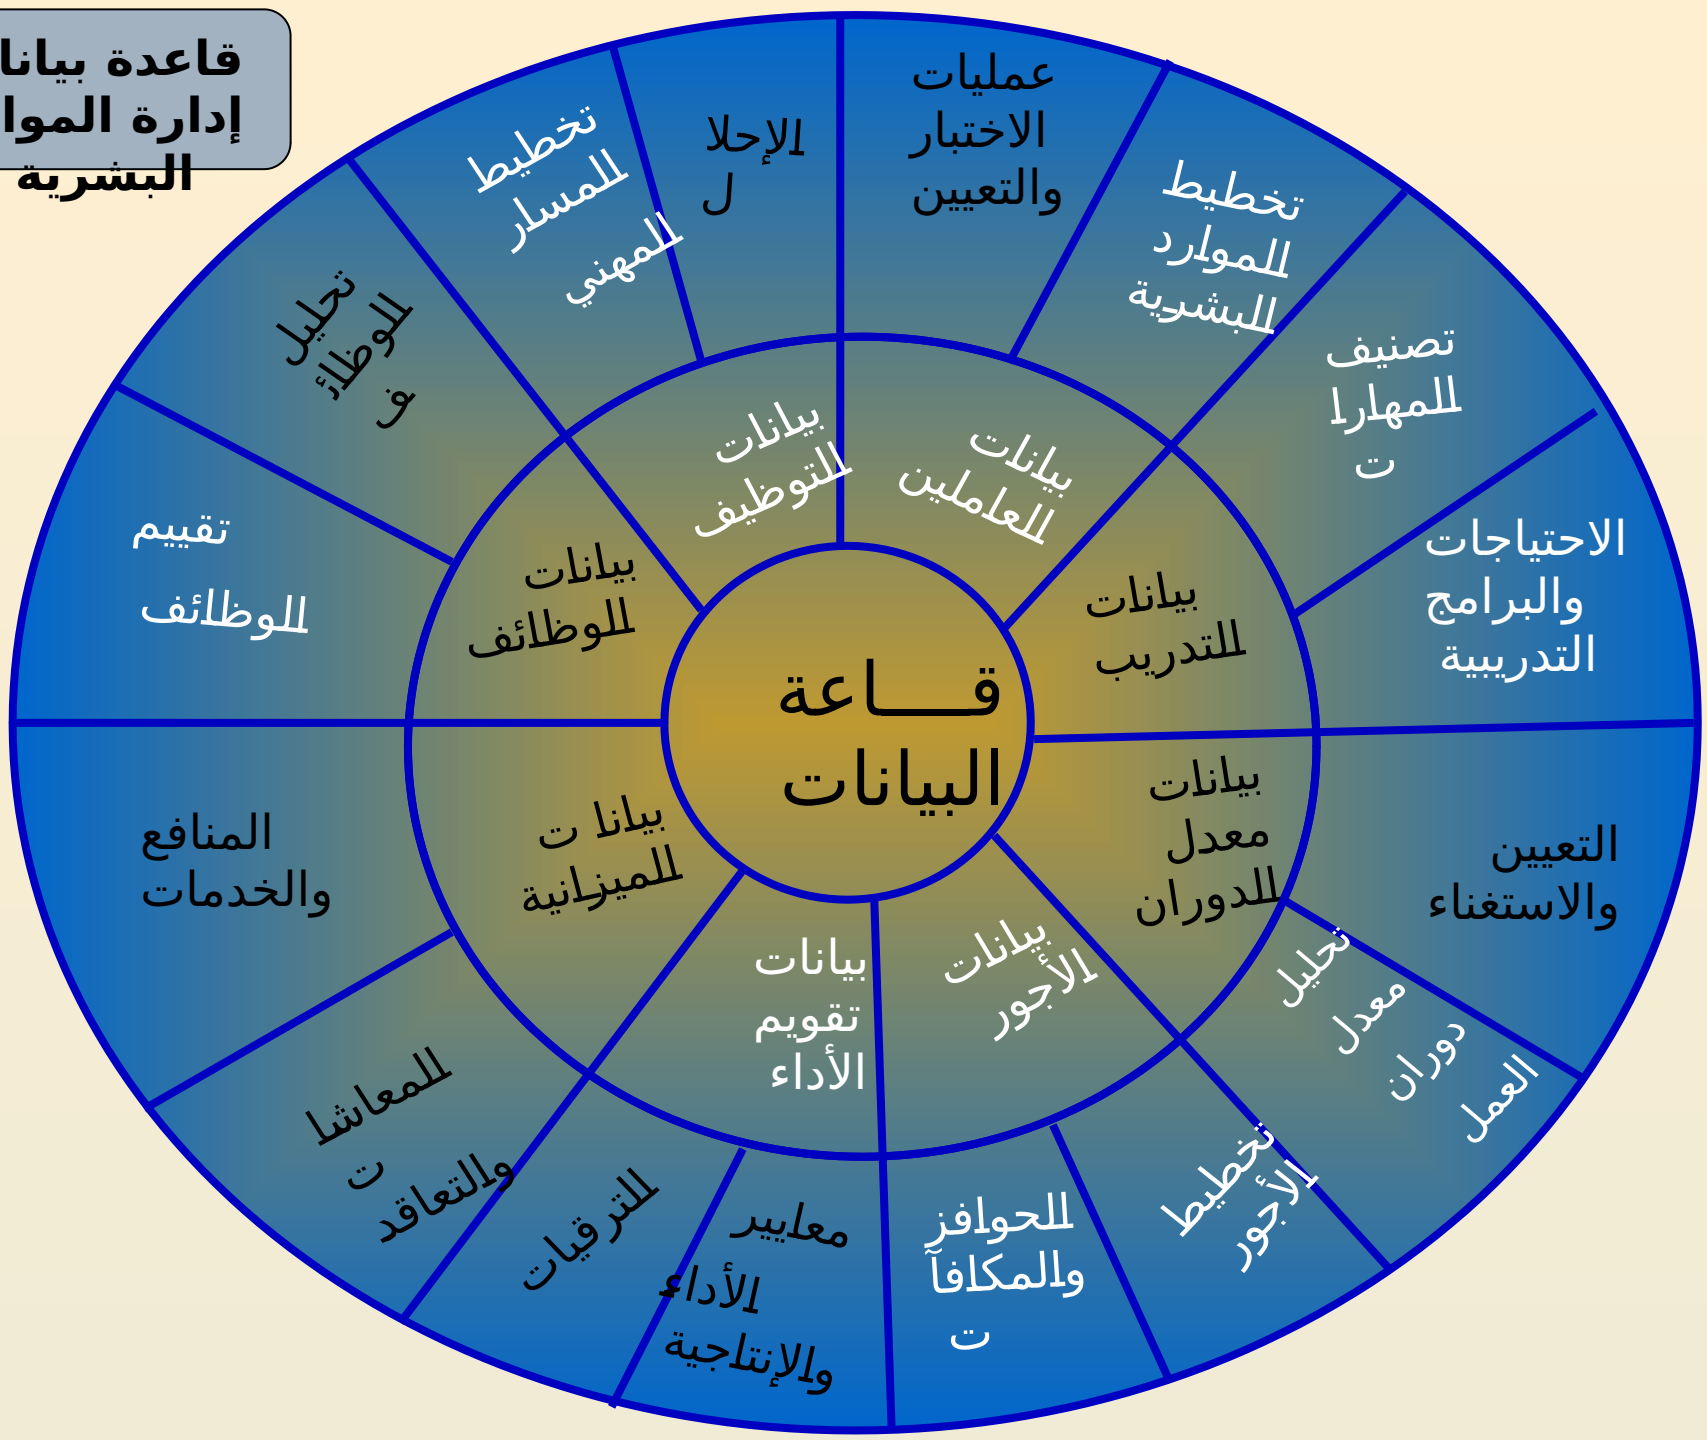 قاعدة بيانا
إدارة الموا
البشرية
عمليات
الاختبار
والتعيين
تخطيط
الموارد
البشرية
تصنيف
المهارا
ت
الاحتياجات
والبرامج
التدريبية
التعيين
والاستغناء
تحليل
معدل
دوران
العمل
تخطيط
الأجور
الحوافز
والمكافآ
ت
معايير
الأداء
والإنتاجية
الترقيات
المعاشا
ت
والتعاقد
المنافع
والخدمات
تقييم
الوظائف
تحليل
الوظائ
ف
تخطيط
المسار
المهني
الإحلا
ل
بيانات
العاملين
بيانات
التدريب
بيانات
معدل
الدوران
بيانات
الأجور
بيانات
تقويم
الأداء
بيانا ت
الميزانية
بيانات
الوظائف
بيانات
التوظيف
قــــاعة
البيانات